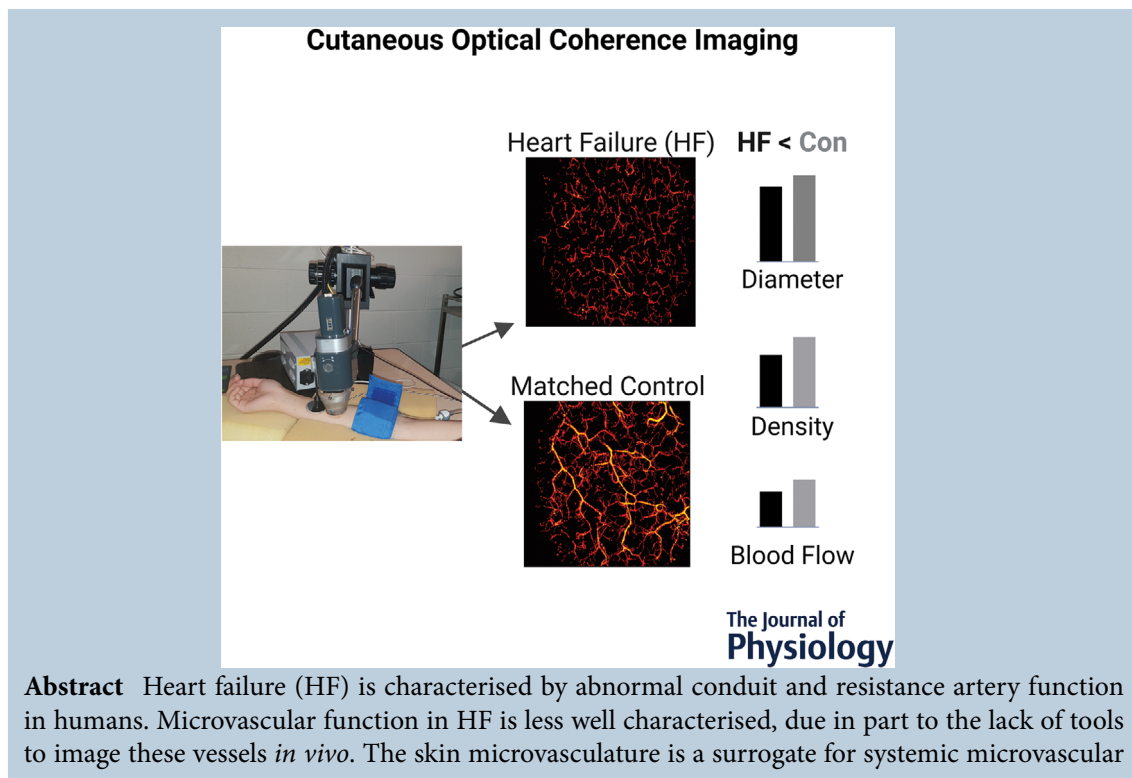 Cutaneous Optical Coherence Imaging
Heart Failure (HF)
HF < Con
Diameter
Matched Control
Density
Blood Flow
The Journal of
Physiology
Abstract Heart failure (HF) is characterised by abnormal conduit and resistance artery function
in humans. Microvascular function in HF is less well characterised, due in part to the lack of tools
to image these vessels in vivo. The skin microvasculature is a surrogate for systemic microvascular